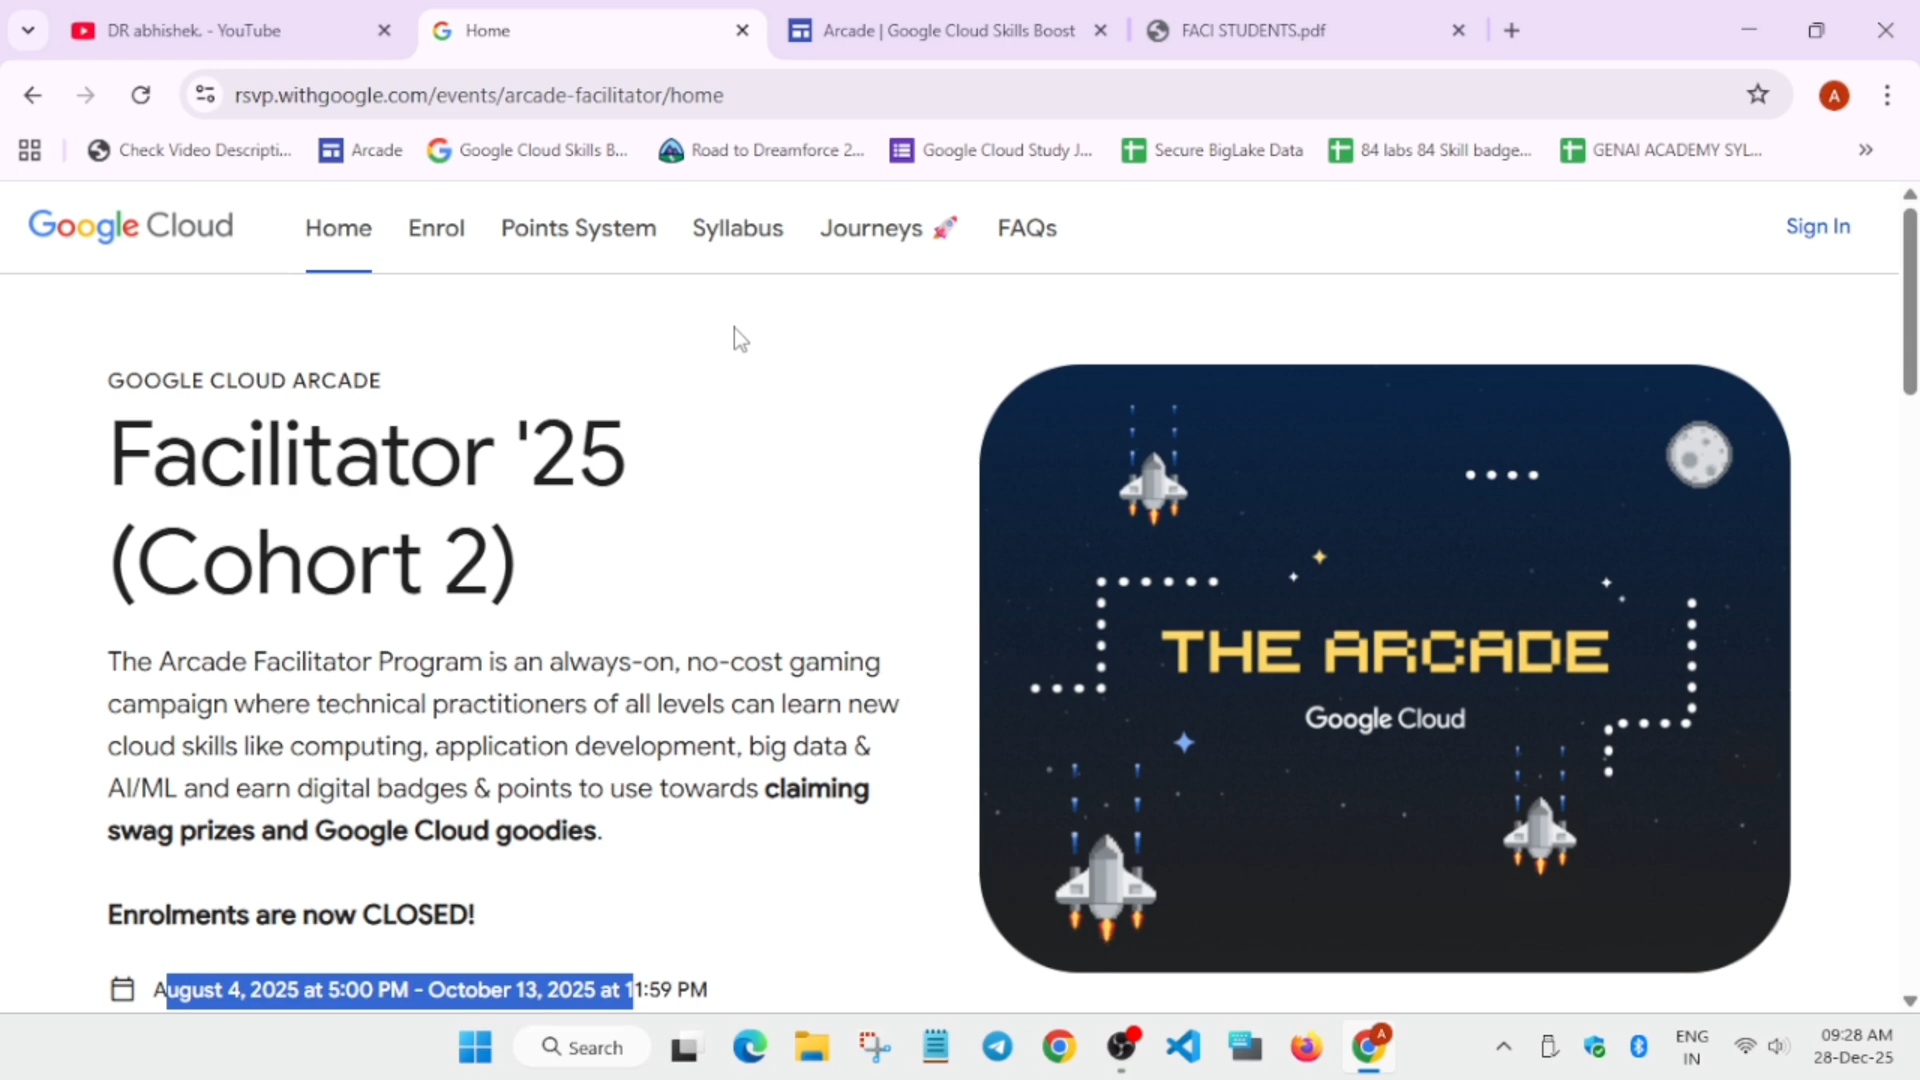 DR abhishek. - YouTube
Home
Arcade | Google Cloud Skills Boost
FACI STUDENTS.pdf
rsvp.withgoogle.com/events/arcade-facilitator/home
A
Check Video Descripti...
Arcade
Google Cloud Skills B...
Road to Dreamforce 2...
Google Cloud Study J...
Secure BigLake Data
84 labs 84 Skill badge...
GENAI ACADEMY SYL...
Google Cloud
Home
Enrol
Points System
Syllabus
Journeys 🚀
FAQs
Sign In
GOOGLE CLOUD ARCADE
Facilitator '25
(Cohort 2)
The Arcade Facilitator Program is an always-on, no-cost gaming
campaign where technical practitioners of all levels can learn new
cloud skills like computing, application development, big data &
AI/ML and earn digital badges & points to use towards claiming
swag prizes and Google Cloud goodies.
Enrolments are now CLOSED!
August 4, 2025 at 5:00 PM - October 13, 2025 at 11:59 PM
THE ARCADE
Google Cloud
Search
A
ENG
IN
09:28 AM
28-Dec-25